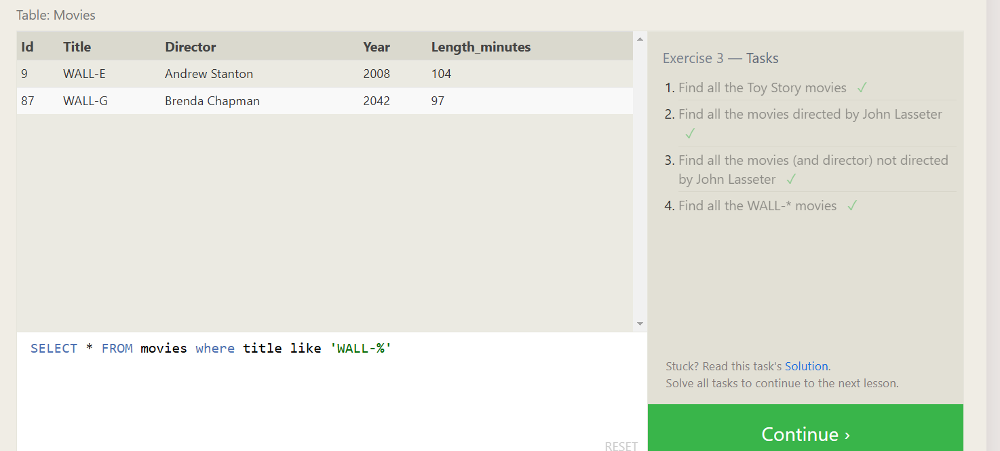 Table: Movies
Id Title Director Year Length_minutes
9 WALL-E Andrew Stanton 2008 104
87 WALL-G Brenda Chapman 2042 97
SELECT * FROM movies where title like 'WALL-%'
RESET
Exercise 3 — Tasks
1. Find all the Toy Story movies ✓
2. Find all the movies directed by John Lasseter
✓
3. Find all the movies (and director) not directed
by John Lasseter ✓
4. Find all the WALL-* movies ✓
Stuck? Read this task's Solution.
Solve all tasks to continue to the next lesson.
Continue ›